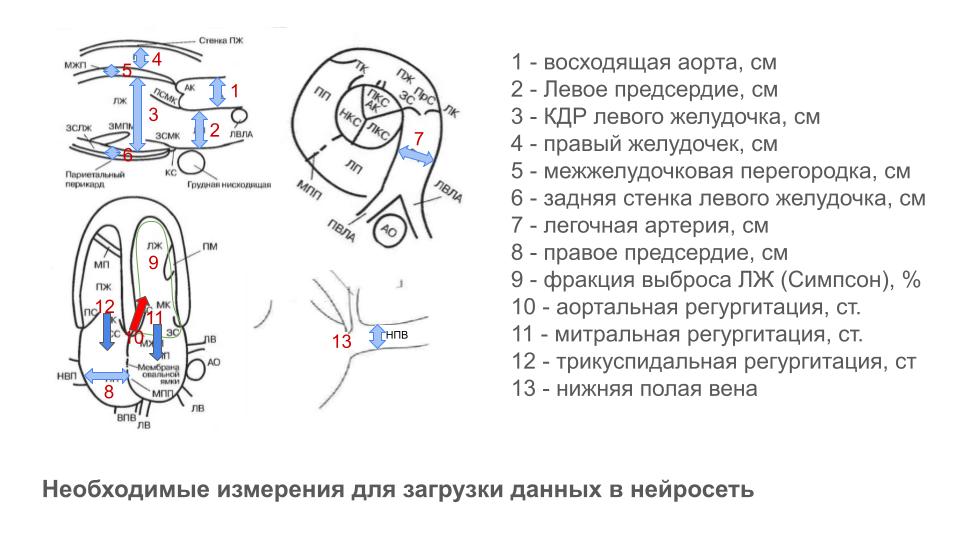 Стенка ПЖ
МЖП
4
5
АК
1
ПСМК
ЛЖ
3
ЗСЛЖ
ЗМПМ
ЗСМК
2
ЛВЛА
6
КС
Париетальный
перикард
Грудная нисходящая
ТК
ПЖ
ПП
ПКС
АК
ЗС
ПрС
ЛК
НКС
ЛКС
7
ЛП
МПП
ЛВЛА
ПВЛА
АО
ЛЖ
ПМ
9
МП
ПЖ
12
МК
ПС
11
СС
10
ЗС
ЛВ
Мембрана
овальной
ямки
АО
НПВ
8
МПП
ЛВ
ВПВ
ЛВ
13
НПВ
1 - восходящая аорта, см
2 - Левое предсердие, см
3 - КДР левого желудочка, см
4 - правый желудочек, см
5 - межжелудочковая перегородка, см
6 - задняя стенка левого желудочка, см
7 - легочная артерия, см
8 - правое предсердие, см
9 - фракция выброса ЛЖ (Симпсон), %
10 - аортальная регургитация, ст.
11 - митральная регургитация, ст.
12 - трикуспидальная регургитация, ст
13 - нижняя полая вена
Необходимые измерения для загрузки данных в нейросеть